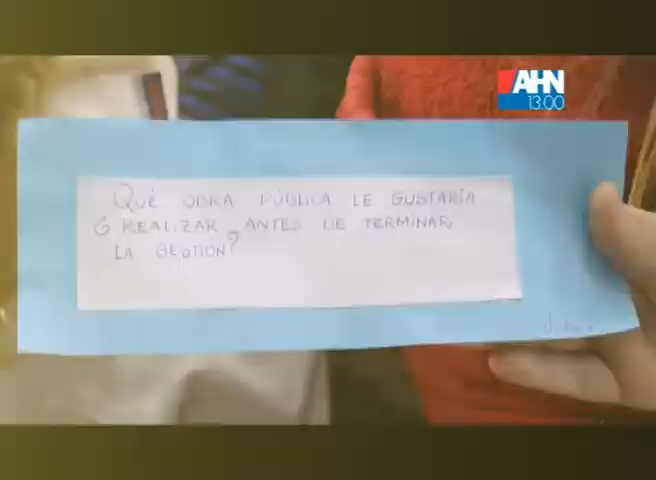 AHN
13:00
QUÉ OBRA PÚBLICA LE GUSTARÍA
REALIZAR ANTES DE TERMINAR
LA GESTIÓN?